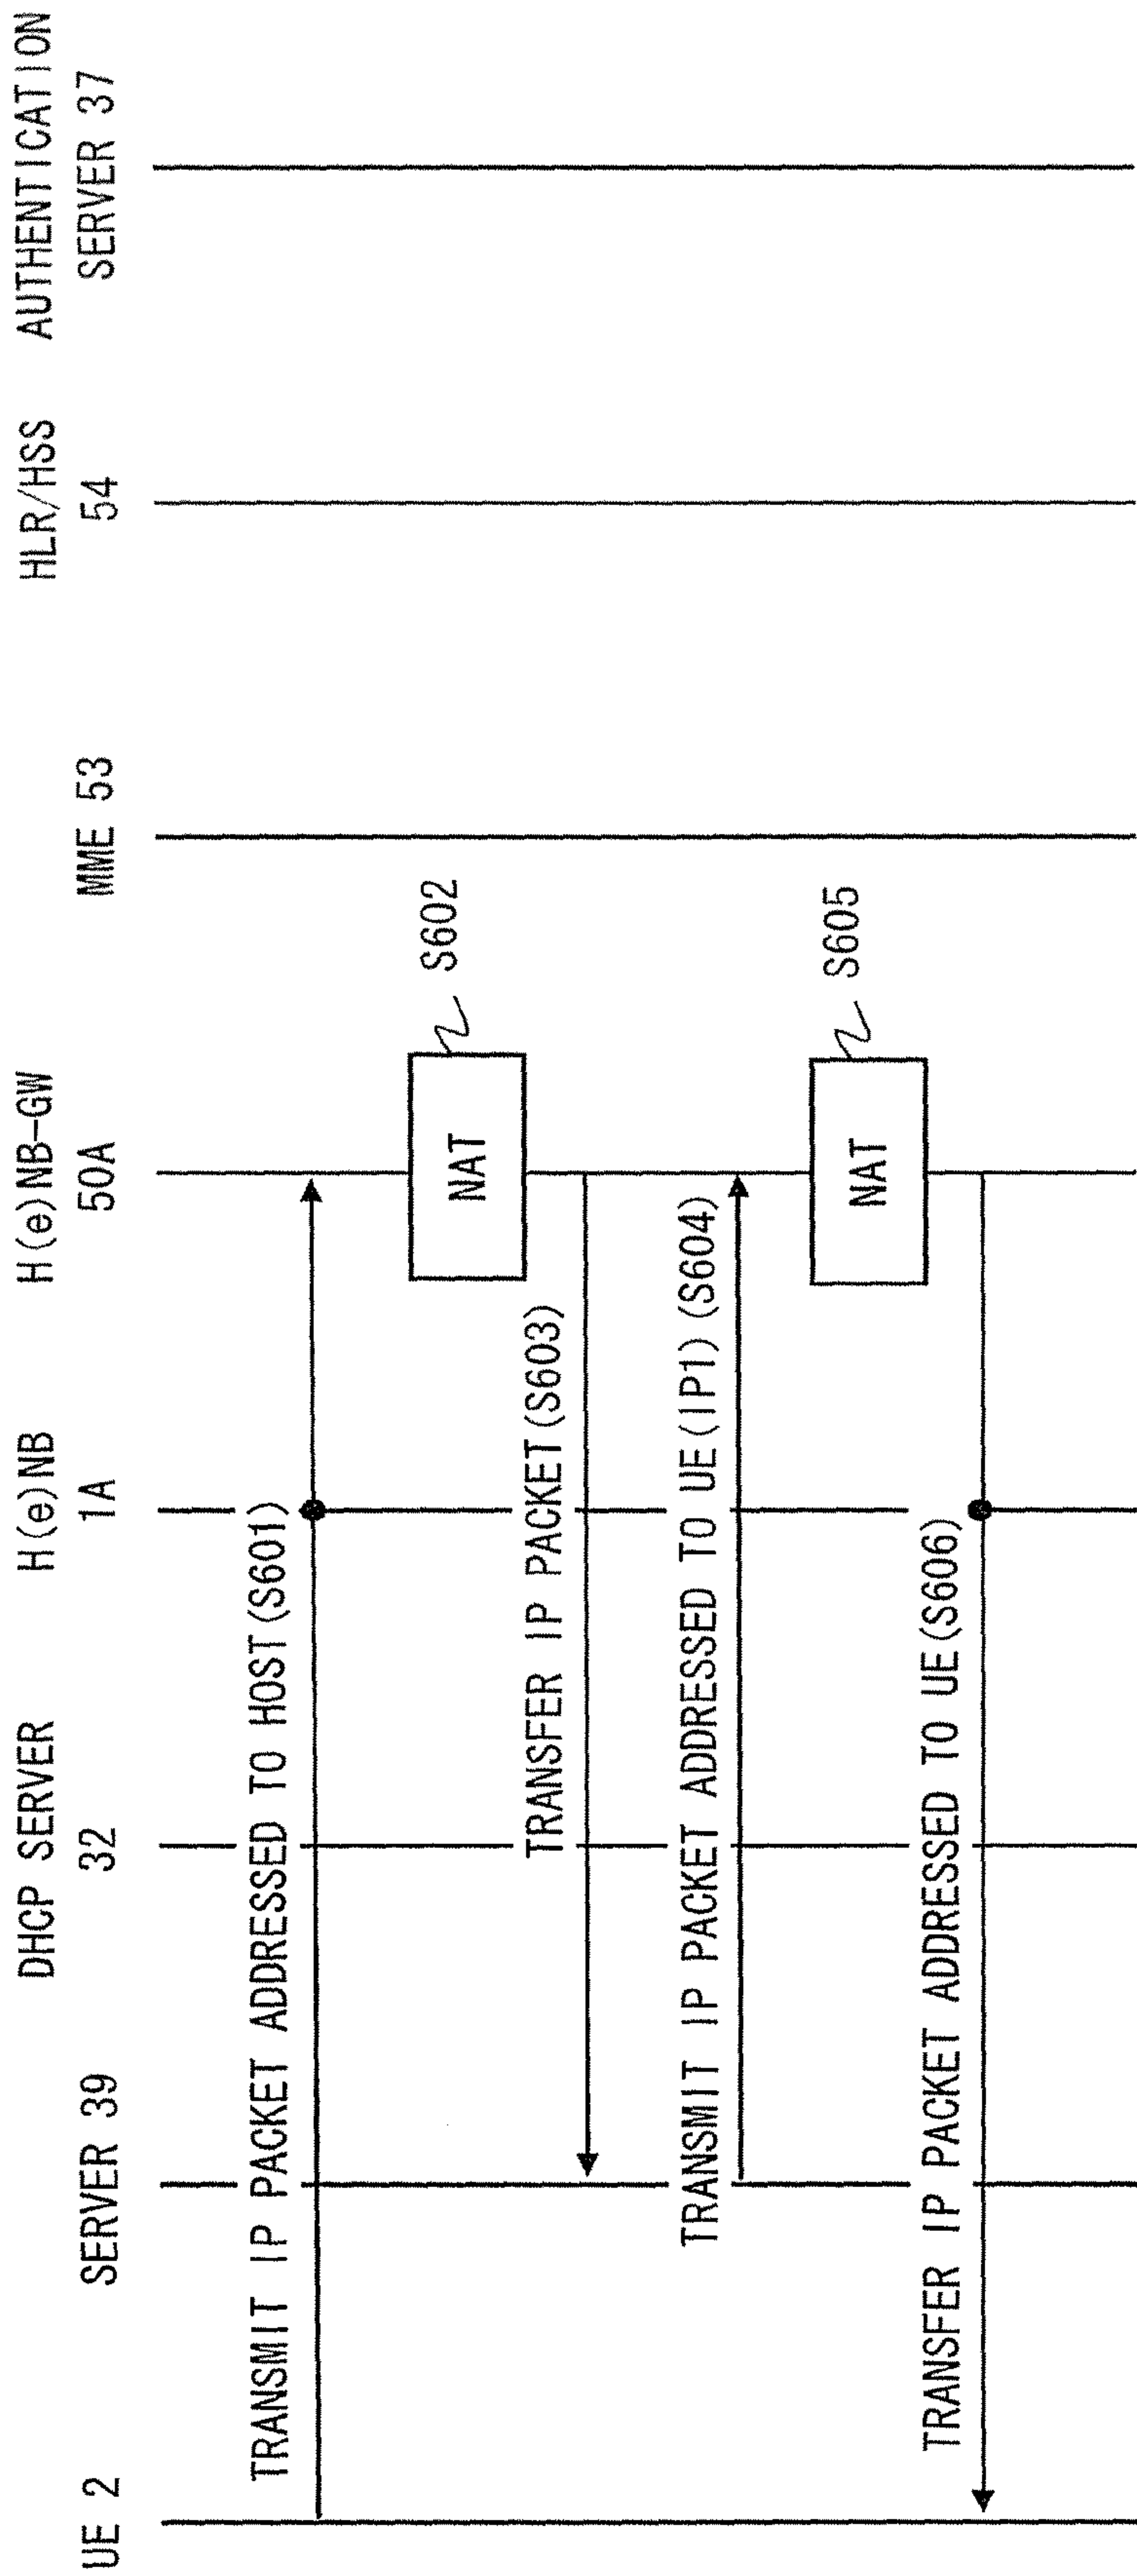 UE 2
SERVER 39
DHCP SERVER
32
H(e)NB
1A
H(e)NB-GW
50A
MME 53
HLR/HSS
54
AUTHENTICATION
SERVER 37
TRANSMIT IP PACKET ADDRESSED TO HOST(S601)
NAT
S602
TRANSFER IP PACKET(S603)
TRANSMIT IP PACKET ADDRESSED TO UE(IP1)(S604)
NAT
S605
TRANSFER IP PACKET ADDRESSED TO UE(S606)